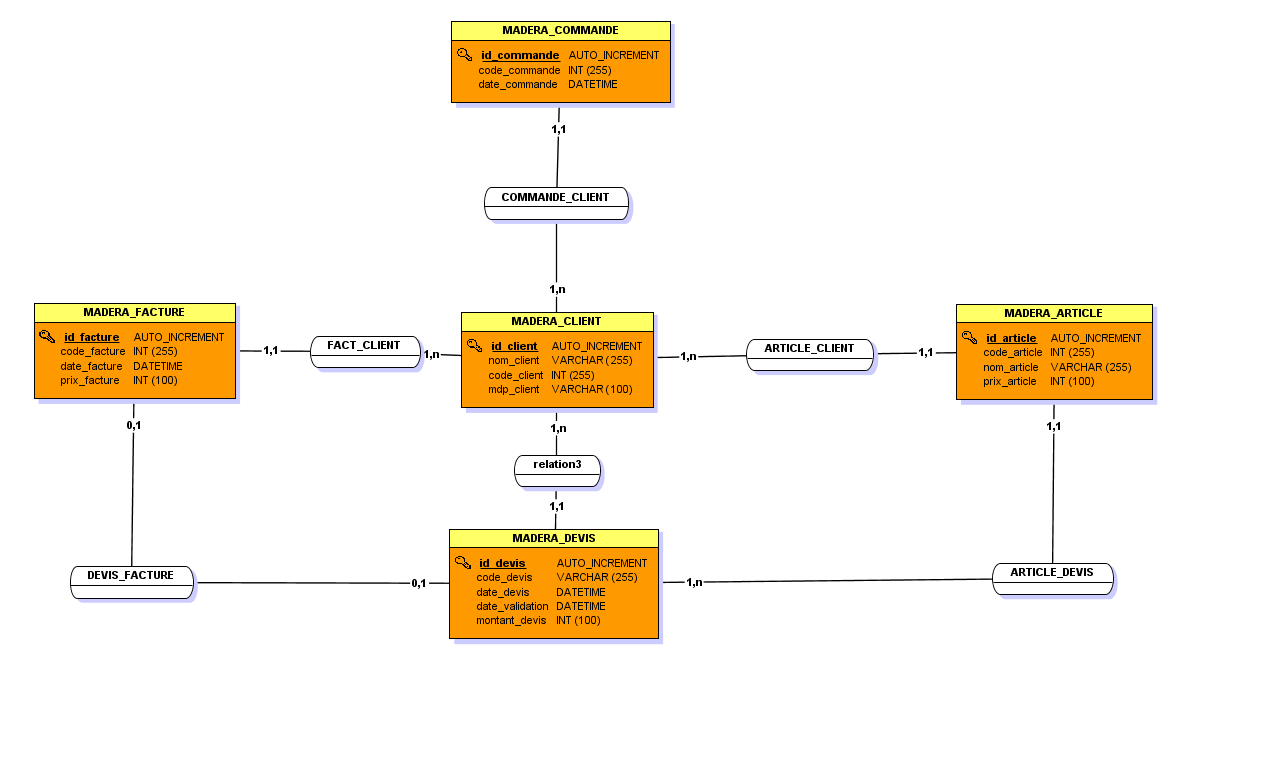 MADERA_COMMANDE
id_commande AUTO_INCREMENT
code_commande INT (255)
date_commande DATETIME
1,1
COMMANDE_CLIENT
1,n
MADERA_FACTURE
id_facture AUTO_INCREMENT
code_facture INT (255)
date_facture DATETIME
prix_facture INT (100)
1,1
FACT_CLIENT
1,n
MADERA_CLIENT
id_client AUTO_INCREMENT
nom_client VARCHAR (255)
code_client INT (255)
mdp_client VARCHAR (100)
1,n
ARTICLE_CLIENT
1,1
MADERA_ARTICLE
id_article AUTO_INCREMENT
code_article INT (255)
nom_article VARCHAR (255)
prix_article INT (100)
0,1
1,n
1,1
relation3
1,1
DEVIS_FACTURE
0,1
MADERA_DEVIS
id_devis AUTO_INCREMENT
code_devis VARCHAR (255)
date_devis DATETIME
date_validation DATETIME
montant_devis INT (100)
1,n
ARTICLE_DEVIS